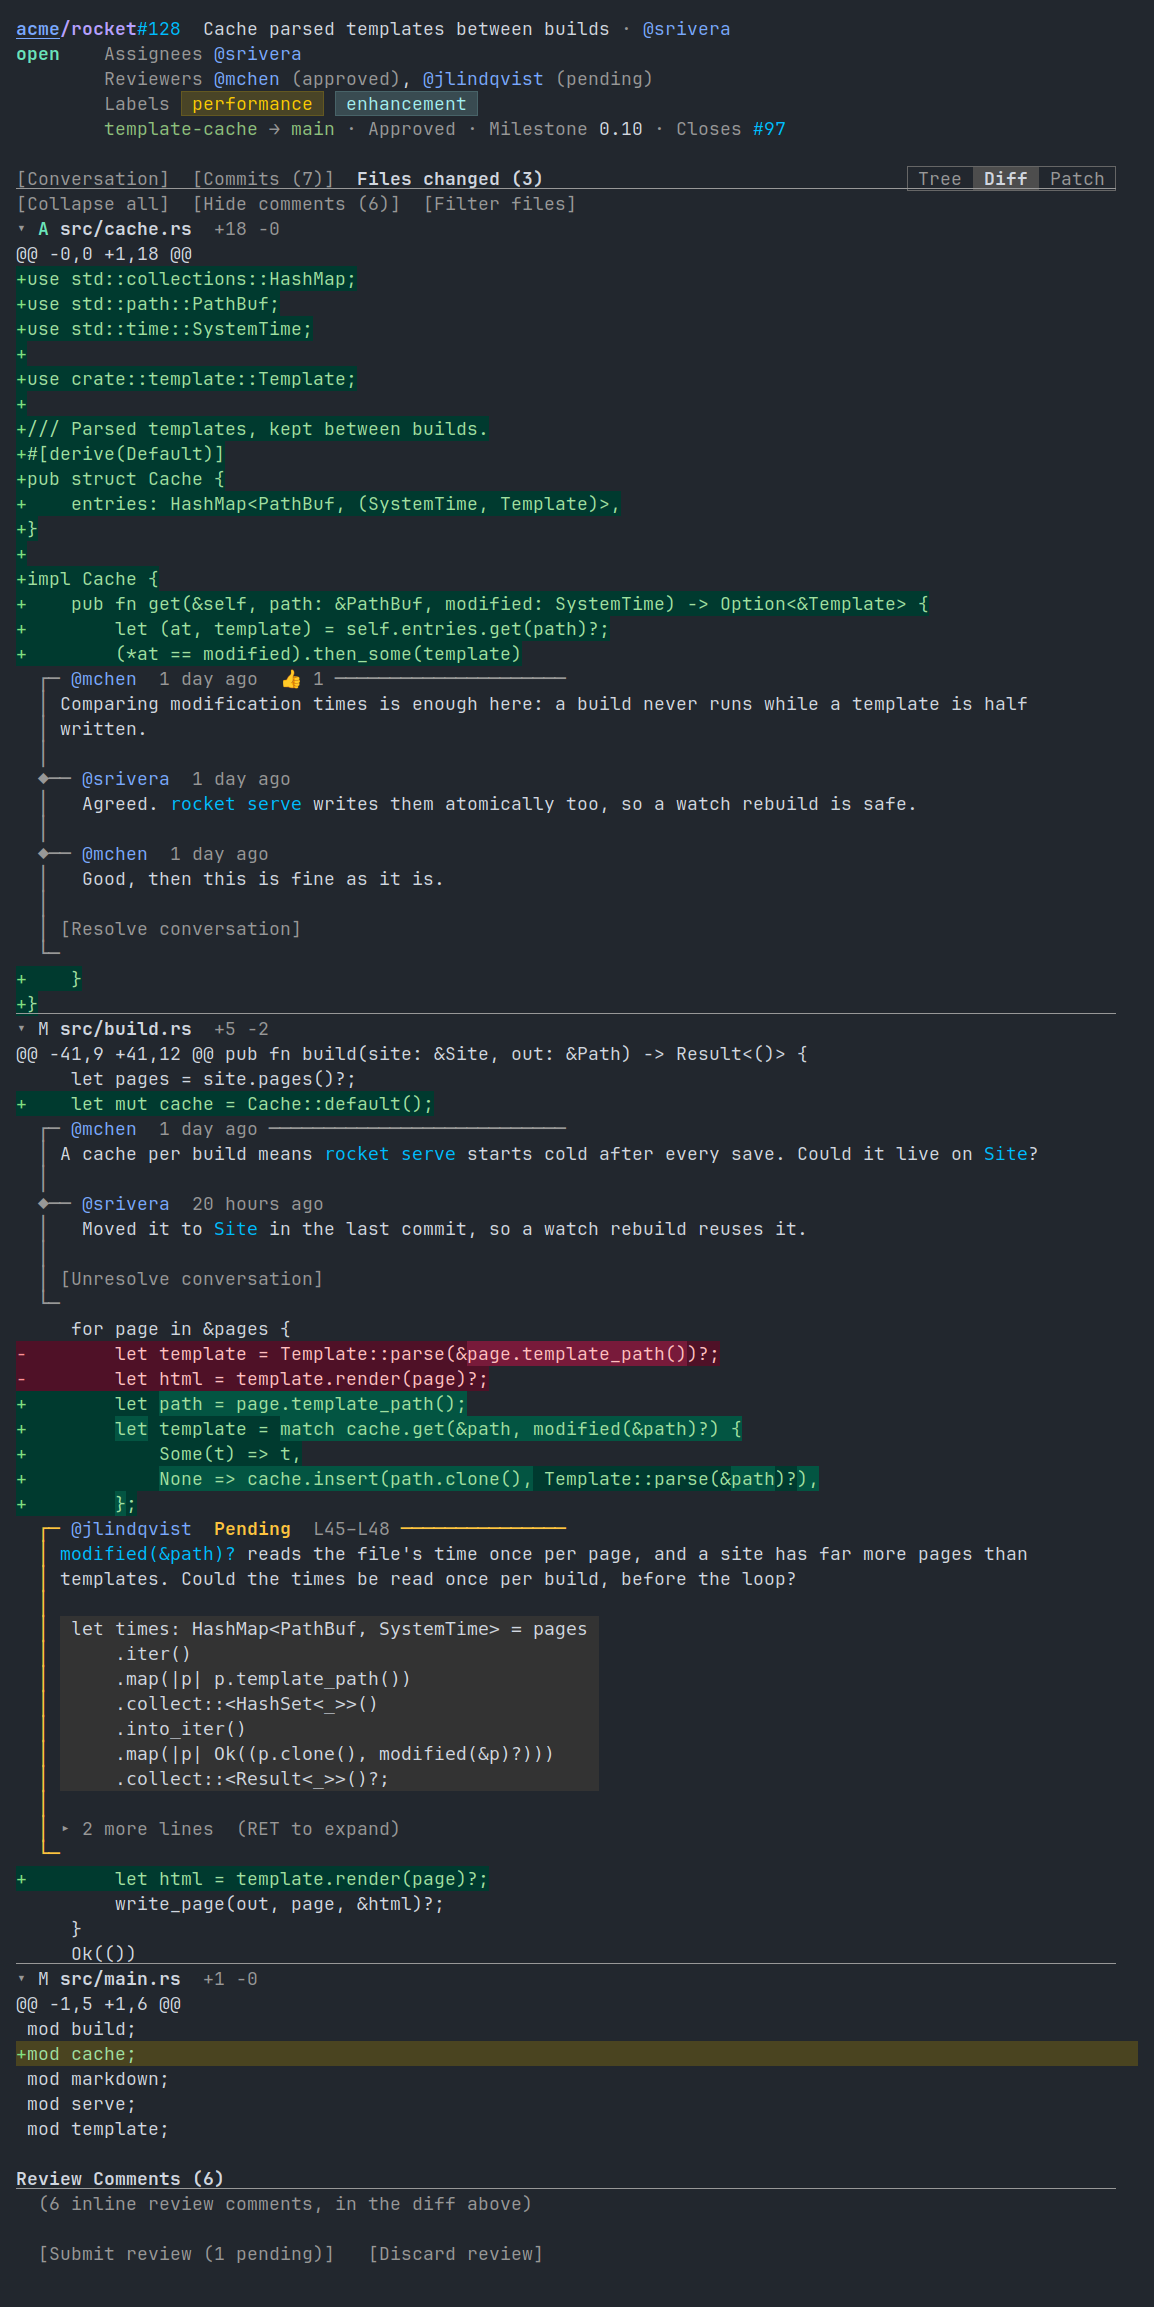 acme/rocket#128  Cache parsed templates between builds · @srivera
open    Assignees @srivera
        Reviewers @mchen (approved), @jlindqvist (pending)
        Labels  performance   enhancement
        template-cache → main · Approved · Milestone 0.10 · Closes #97
[Conversation]  [Commits (7)]  Files changed (3)    Tree  Diff  Patch
[Collapse all]  [Hide comments (6)]  [Filter files]
▾ A src/cache.rs  +18 -0
@@ -0,0 +1,18 @@
+use std::collections::HashMap;
+use std::path::PathBuf;
+use std::time::SystemTime;
+
+use crate::template::Template;
+
+/// Parsed templates, kept between builds.
+#[derive(Default)]
+pub struct Cache {
+    entries: HashMap<PathBuf, (SystemTime, Template)>,
+}
+
+impl Cache {
+    pub fn get(&self, path: &PathBuf, modified: SystemTime) -> Option<&Template> {
+        let (at, template) = self.entries.get(path)?;
+        (*at == modified).then_some(template)
@mchen  1 day ago  👍 1
Comparing modification times is enough here: a build never runs while a template is half
written.
@srivera  1 day ago
Agreed. rocket serve writes them atomically too, so a watch rebuild is safe.
@mchen  1 day ago
Good, then this is fine as it is.
[Resolve conversation]
+    }
+}
▾ M src/build.rs  +5 -2
@@ -41,9 +41,12 @@ pub fn build(site: &Site, out: &Path) -> Result<()> {
     let pages = site.pages()?;
+    let mut cache = Cache::default();
@mchen  1 day ago
A cache per build means rocket serve starts cold after every save. Could it live on Site?
@srivera  20 hours ago
Moved it to Site in the last commit, so a watch rebuild reuses it.
[Unresolve conversation]
     for page in &pages {
-        let template = Template::parse(&page.template_path())?;
-        let html = template.render(page)?;
+        let path = page.template_path();
+        let template = match cache.get(&path, modified(&path)?) {
+            Some(t) => t,
+            None => cache.insert(path.clone(), Template::parse(&path)?),
+        };
@jlindqvist  Pending  L45–L48
modified(&path)? reads the file's time once per page, and a site has far more pages than
templates. Could the times be read once per build, before the loop?
let times: HashMap<PathBuf, SystemTime> = pages
    .iter()
    .map(|p| p.template_path())
    .collect::<HashSet<_>>()
    .into_iter()
    .map(|p| Ok((p.clone(), modified(&p)?)))
    .collect::<Result<_>>()?;
▸ 2 more lines  (RET to expand)
+        let html = template.render(page)?;
         write_page(out, page, &html)?;
     }
     Ok(())
▾ M src/main.rs  +1 -0
@@ -1,5 +1,6 @@
 mod build;
+mod cache;
 mod markdown;
 mod serve;
 mod template;
Review Comments (6)
(6 inline review comments, in the diff above)
[Submit review (1 pending)]   [Discard review]